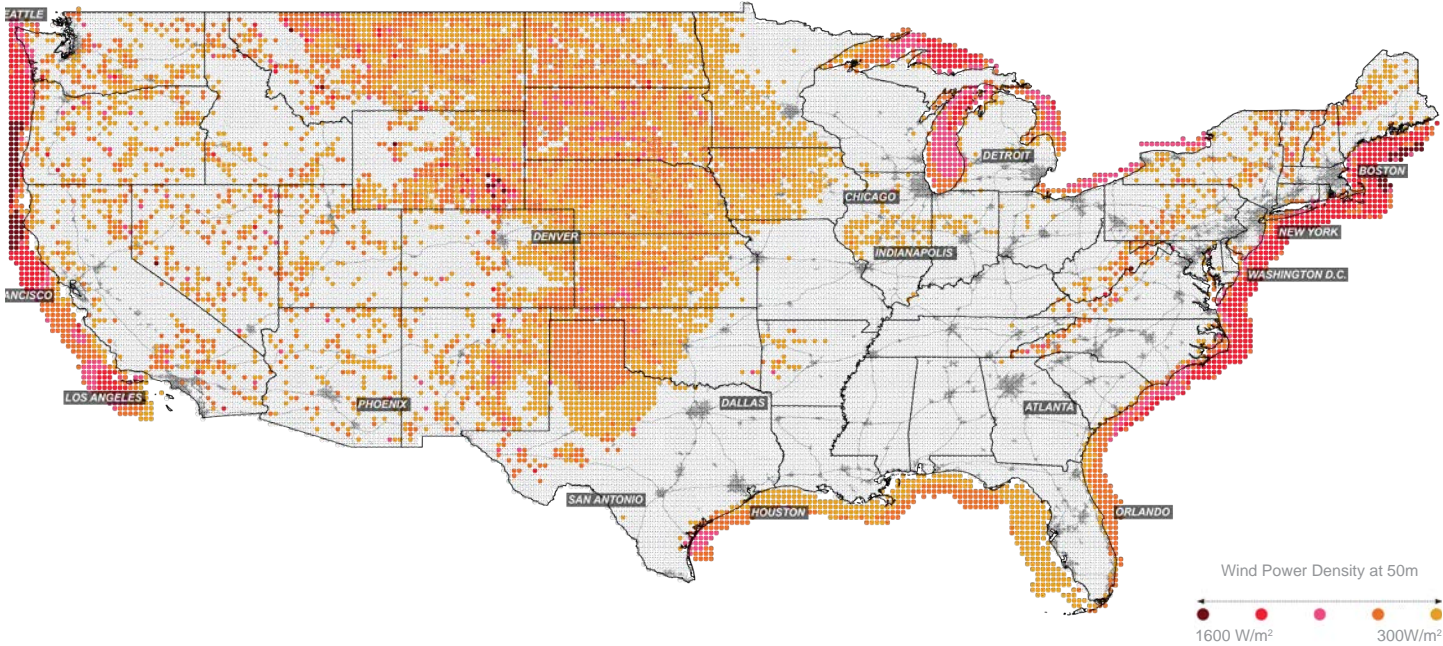 EATTLE
DETROIT
BOSTON
CHICAGO
NEW YORK
DENVER
INDIANAPOLIS
WASHINGTON D.C.
ANCISCO
LOS ANGELES
PHOENIX
DALLAS
ATLANTA
SAN ANTONIO
HOUSTON
ORLANDO
Wind Power Density at 50m
1600 W/m² 300W/m²